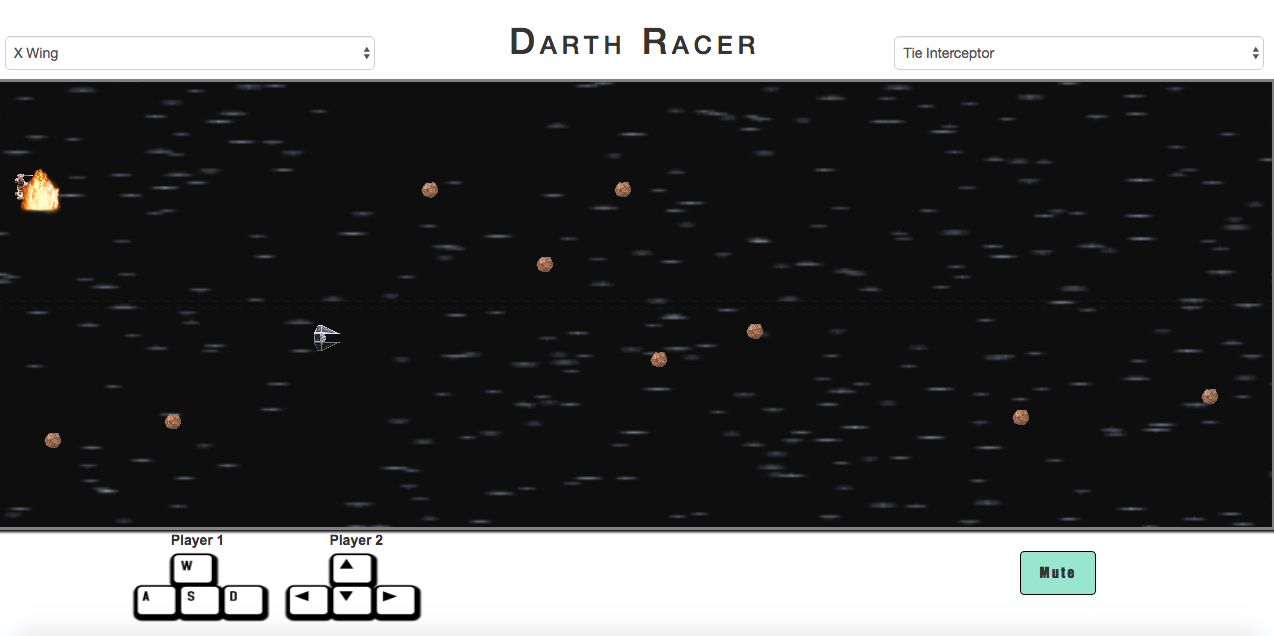 Darth Racer
X Wing
Tie Interceptor
Player 1
Player 2
W
A S D
Mute